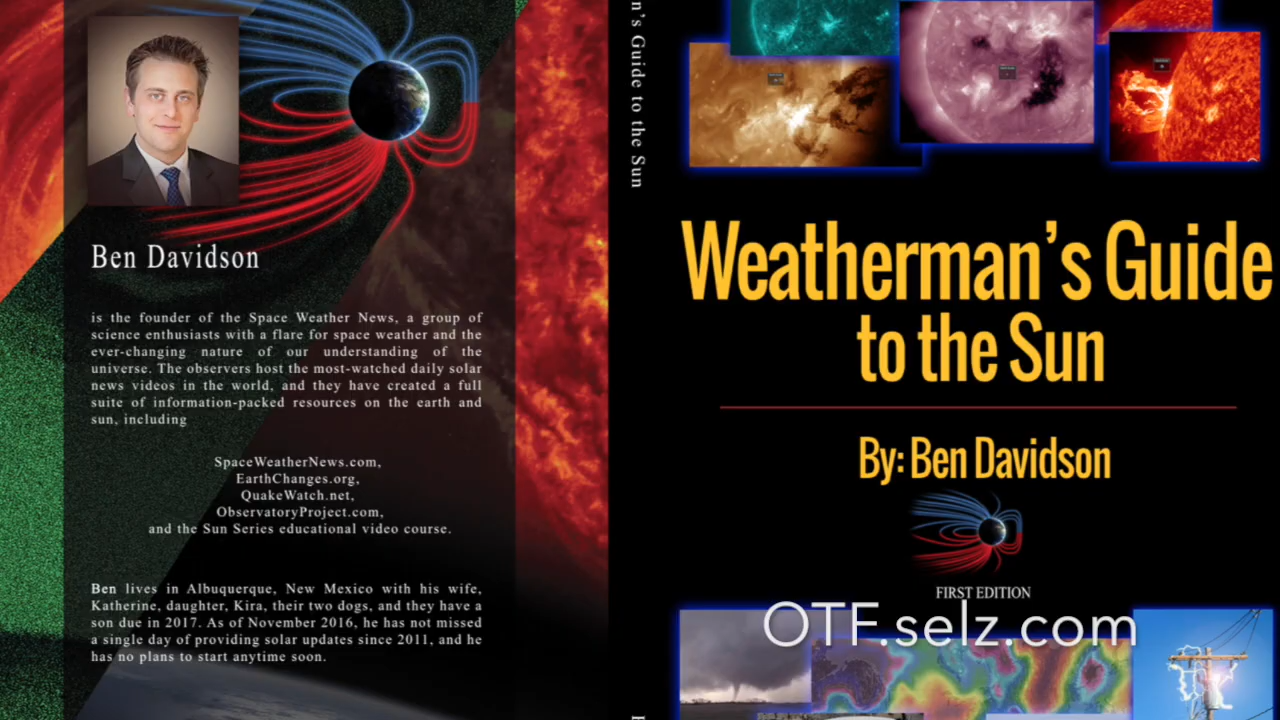 Ben Davidson
is the founder of the Space Weather News, a group of
science enthusiasts with a flare for space weather and the
ever-changing nature of our understanding of the
universe. The observers host the most-watched daily solar
news videos in the world, and they have created a full
suite of information-packed resources on the earth and
sun, including
SpaceWeatherNews.com,
EarthChanges.org,
QuakeWatch.net,
ObservatoryProject.com,
and the Sun Series educational video course.
Ben lives in Albuquerque, New Mexico with his wife,
Katherine, daughter, Kira, their two dogs, and they have a
son due in 2017. As of November 2016, he has not missed
a single day of providing solar updates since 2011, and he
has no plans to start anytime soon.
n's Guide to the Sun
Weatherman's Guide
to the Sun
By: Ben Davidson
FIRST EDITION
OTF.selz.com